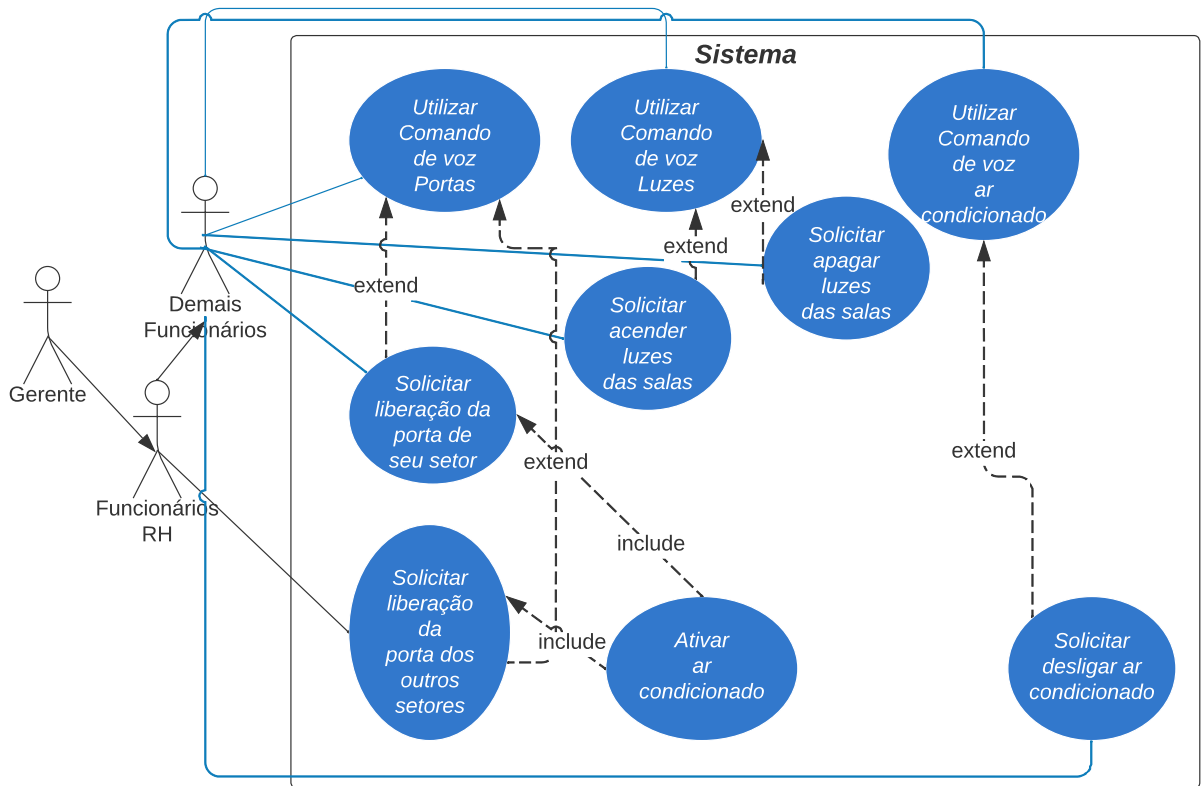 Sistema
Utilizar
Comando
de voz
Portas
Utilizar
Comando
de voz
Luzes
Utilizar
Comando
de voz
ar
condicionado
extend
Solicitar
apagar
luzes
das salas
extend
Demais
Funcionários
extend
Solicitar
acender
luzes
das salas
Gerente
Solicitar
liberação da
porta de
seu setor
extend
extend
Funcionários
RH
include
Solicitar
liberação
da
porta dos
outros
setores
include
Ativar
ar
condicionado
Solicitar
desligar ar
condicionado